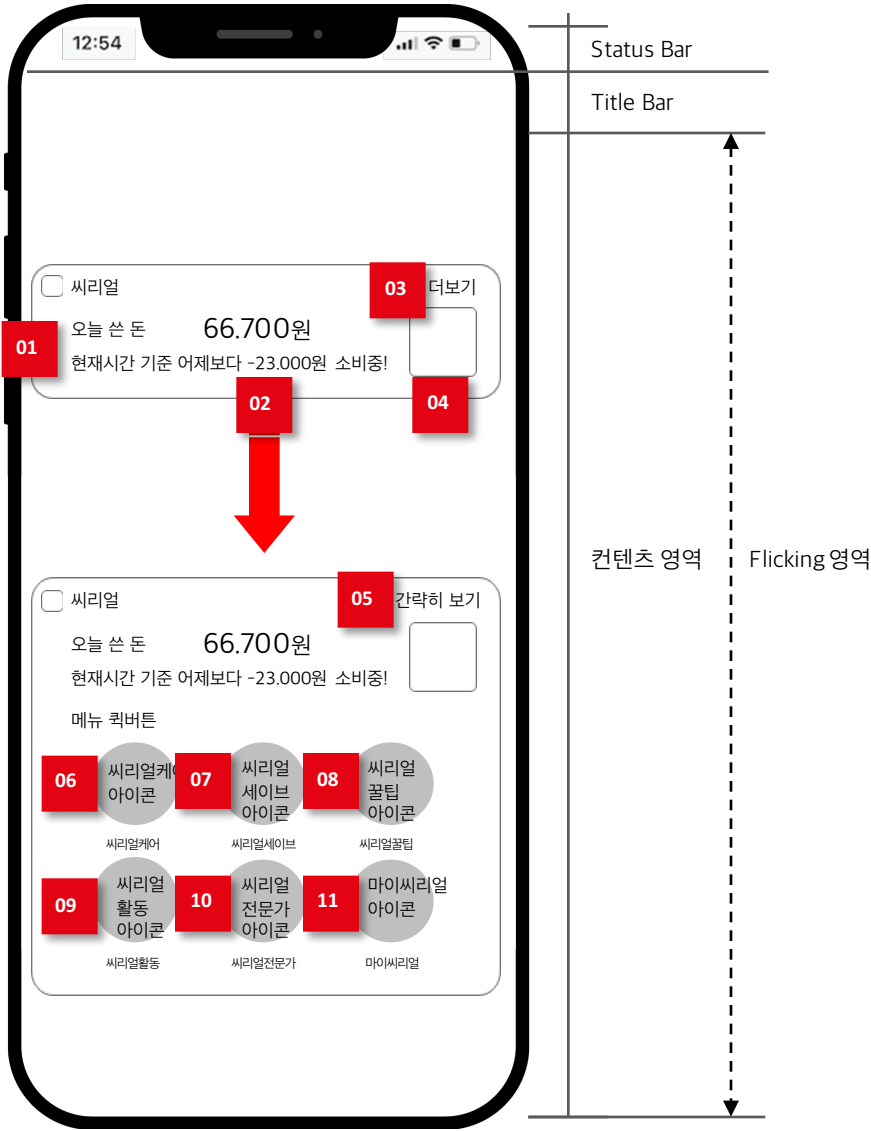 12:54
Status Bar
Title Bar
씨리얼
03
더보기
01
오늘 쓴 돈
66.700원
현재시간 기준 어제보다 -23.000원 소비중!
02
04
컨텐츠 영역
Flicking 영역
씨리얼
05
간략히 보기
오늘 쓴 돈
66.700원
현재시간 기준 어제보다 -23.000원 소비중!
메뉴 퀵버튼
06
씨리얼케어
아이콘
07
씨리얼
세이브
아이콘
08
씨리얼
꿀팁
아이콘
씨리얼케어
씨리얼세이브
씨리얼꿀팁
09
씨리얼
활동
아이콘
10
씨리얼
전문가
아이콘
11
마이씨리얼
아이콘
씨리얼활동
씨리얼전문가
마이씨리얼